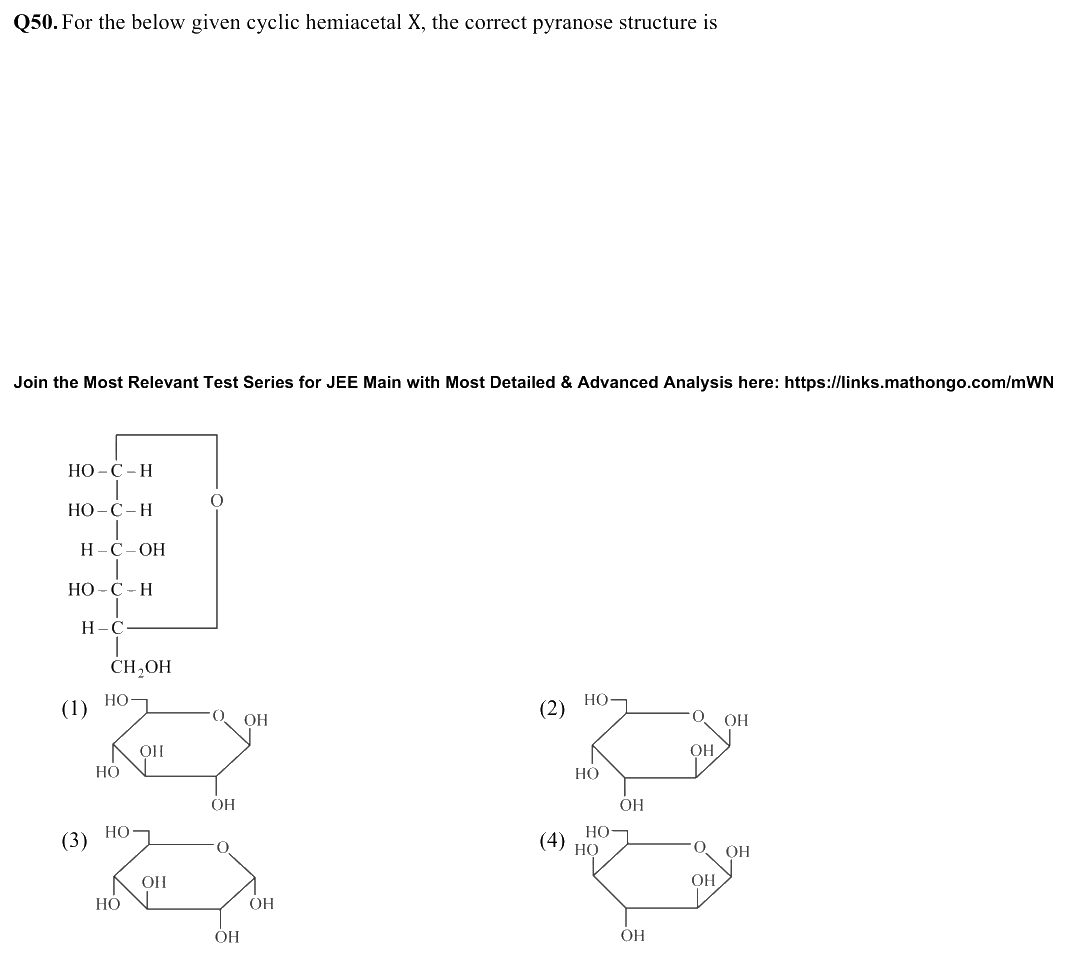 Q50. For the below given cyclic hemiacetal X, the correct pyranose structure is
Join the Most Relevant Test Series for JEE Main with Most Detailed & Advanced Analysis here: https://links.mathongo.com/mWN
HO–C–H
O
HO–C–H
H–C–OH
HO–C–H
H–C
CH₂OH
(1) HO O OH OH HO OH
(2) HO O OH OH HO OH
(3) HO O OH HO OH OH
(4) HO HO O OH OH OH